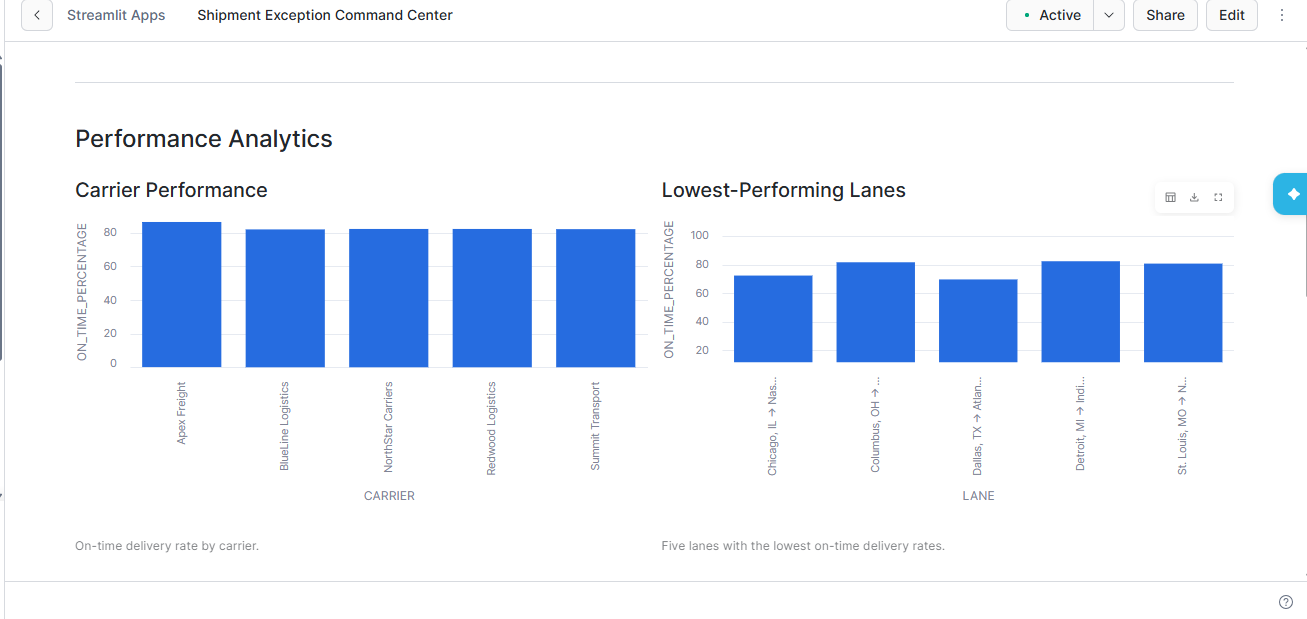 Streamlit Apps
Shipment Exception Command Center
Active
Share
Edit
Performance Analytics
Carrier Performance
ON_TIME_PERCENTAGE
80
60
40
20
0
Apex Freight
BlueLine Logistics
NorthStar Carriers
Redwood Logistics
Summit Transport
CARRIER
On-time delivery rate by carrier.
Lowest-Performing Lanes
ON_TIME_PERCENTAGE
100
80
60
40
20
Chicago, IL → Nas...
Columbus, OH → ...
Dallas, TX → Atlan...
Detroit, MI → Indi...
St. Louis, MO → N...
LANE
Five lanes with the lowest on-time delivery rates.